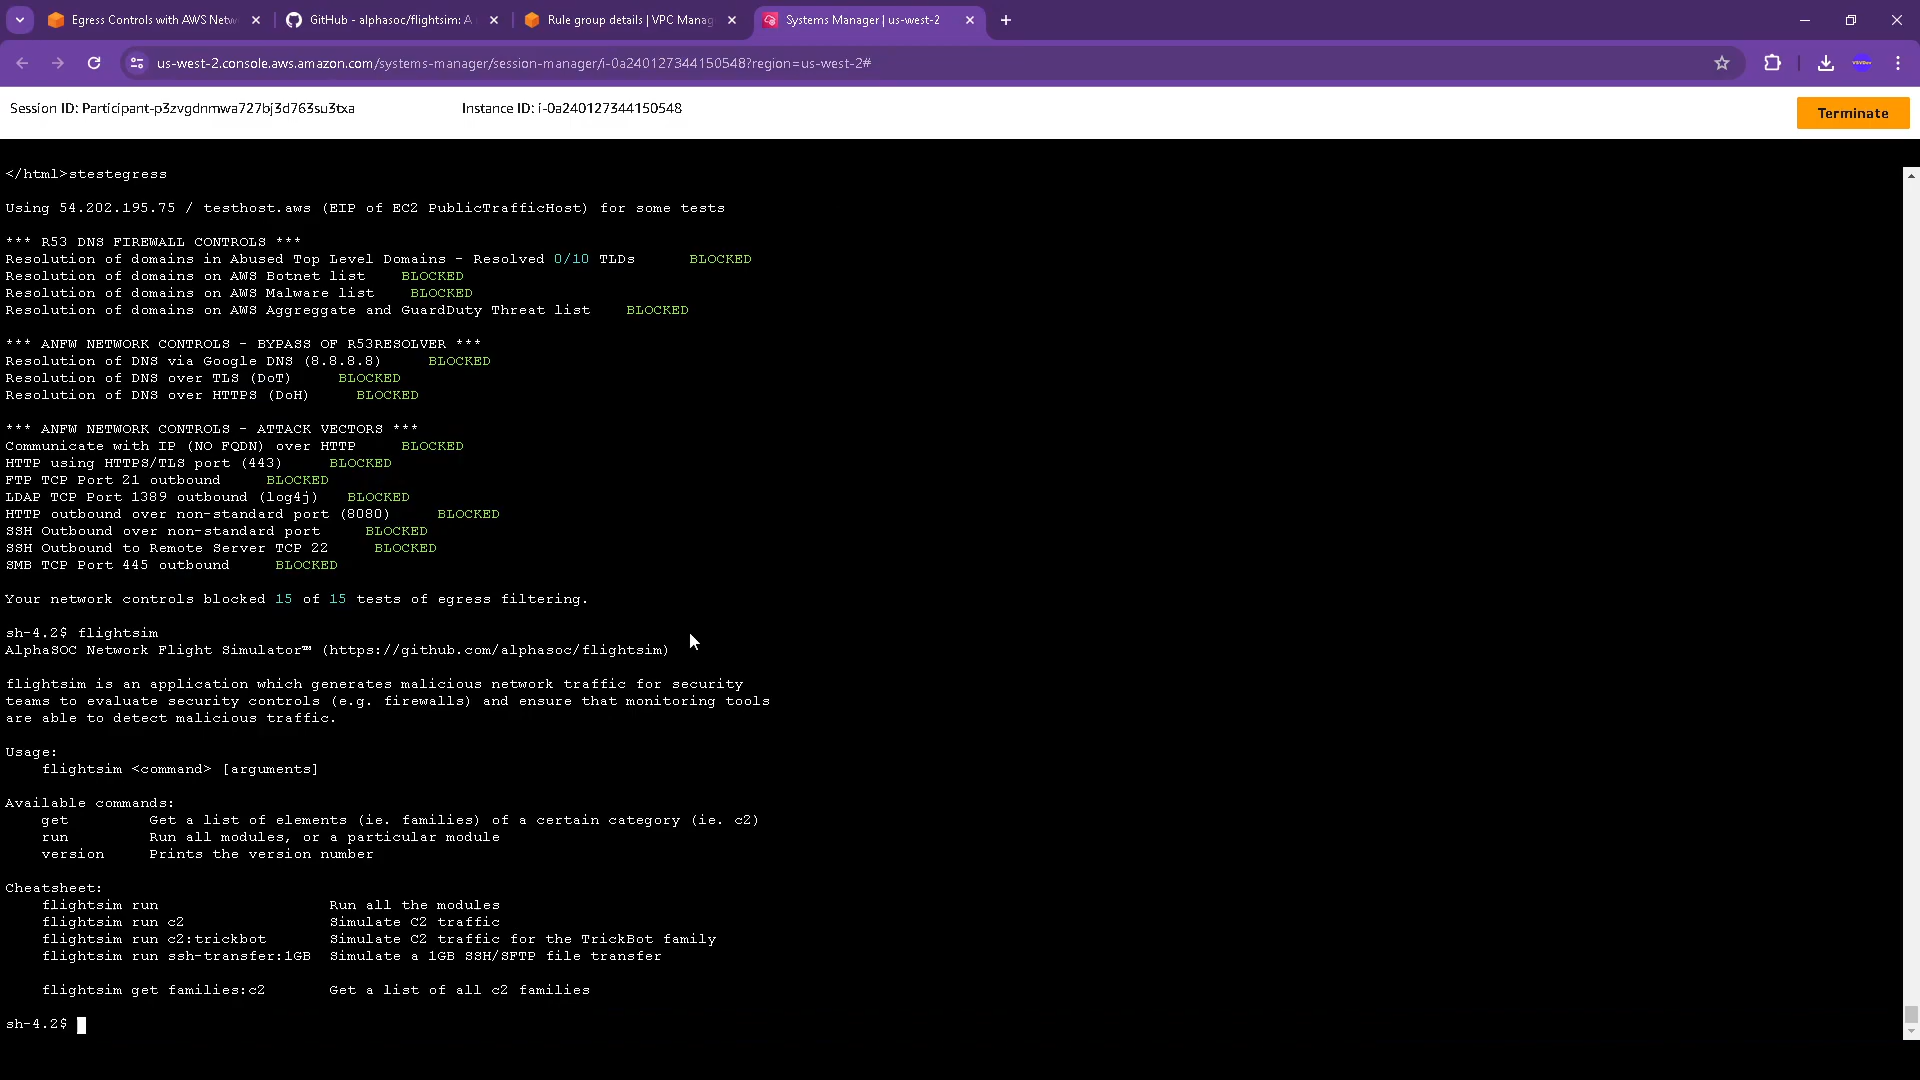 Egress Controls with AWS Netw
GitHub - alphasoc/flightsim: A
Rule group details | VPC Manag
Systems Manager | us-west-2
us-west-2.console.aws.amazon.com/systems-manager/session-manager/i-0a240127344150548?region=us-west-2#
Session ID: Participant-p3zvgdnmwa727bj3d763su3txa
Instance ID: i-0a240127344150548
Terminate
</html>stestegress
Using 54.202.195.75 / testhost.aws (EIP of EC2 PublicTrafficHost) for some tests
*** R53 DNS FIREWALL CONTROLS ***
Resolution of domains in Abused Top Level Domains - Resolved 0/10 TLDs BLOCKED
Resolution of domains on AWS Botnet list BLOCKED
Resolution of domains on AWS Malware list BLOCKED
Resolution of domains on AWS Aggreggate and GuardDuty Threat list BLOCKED
*** ANFW NETWORK CONTROLS - BYPASS OF R53RESOLVER ***
Resolution of DNS via Google DNS (8.8.8.8) BLOCKED
Resolution of DNS over TLS (DoT) BLOCKED
Resolution of DNS over HTTPS (DoH) BLOCKED
*** ANFW NETWORK CONTROLS - ATTACK VECTORS ***
Communicate with IP (NO FQDN) over HTTP BLOCKED
HTTP using HTTPS/TLS port (443) BLOCKED
FTP TCP Port 21 outbound BLOCKED
LDAP TCP Port 1389 outbound (log4j) BLOCKED
HTTP outbound over non-standard port (8080) BLOCKED
SSH Outbound over non-standard port BLOCKED
SSH Outbound to Remote Server TCP 22 BLOCKED
SMB TCP Port 445 outbound BLOCKED
Your network controls blocked 15 of 15 tests of egress filtering.
sh-4.2$ flightsim
AlphaSOC Network Flight Simulator™ (https://github.com/alphasoc/flightsim)
flightsim is an application which generates malicious network traffic for security
teams to evaluate security controls (e.g. firewalls) and ensure that monitoring tools
are able to detect malicious traffic.
Usage:
flightsim <command> [arguments]
Available commands:
get Get a list of elements (ie. families) of a certain category (ie. c2)
run Run all modules, or a particular module
version Prints the version number
Cheatsheet:
flightsim run Run all the modules
flightsim run c2 Simulate C2 traffic
flightsim run c2:trickbot Simulate C2 traffic for the TrickBot family
flightsim run ssh-transfer:1GB Simulate a 1GB SSH/SFTP file transfer
flightsim get families:c2 Get a list of all c2 families
sh-4.2$